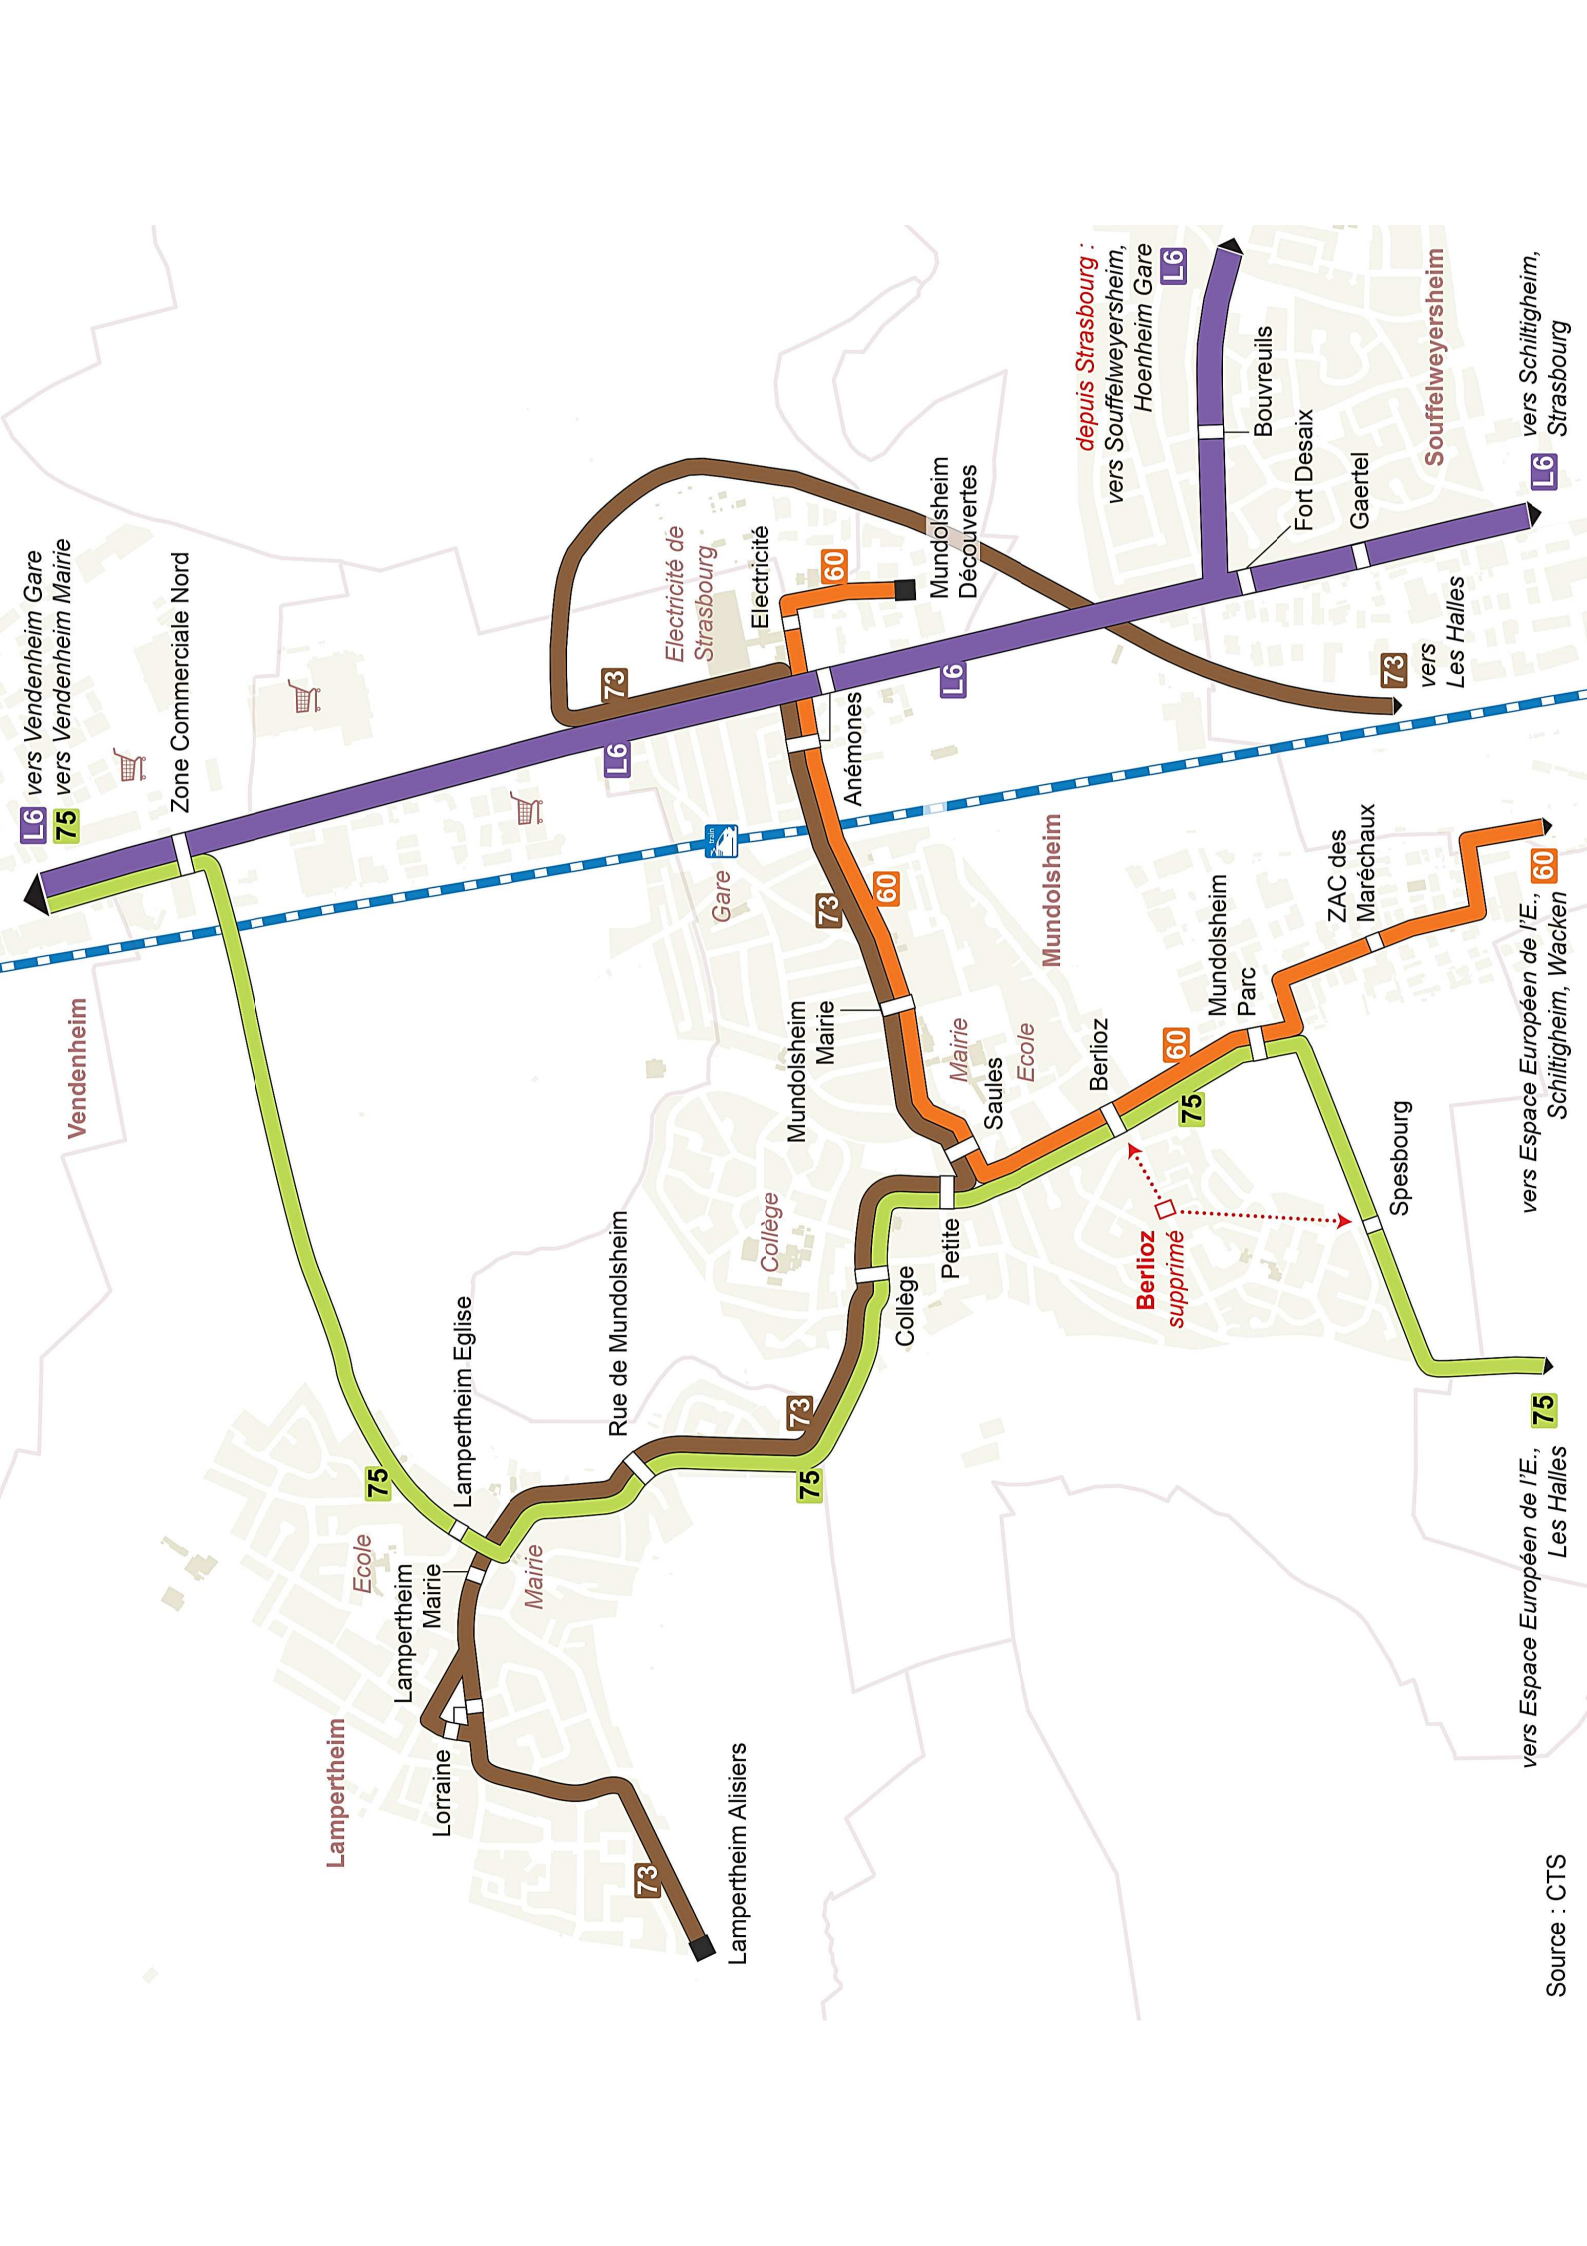 L6 vers Vendenheim Gare
75 vers Vendenheim Mairie
Zone Commerciale Nord
Vendenheim
75
Lampertheim Eglise
Ecole
Lampertheim
Mairie
Mairie
Lampertheim
Lorraine
73
Lampertheim Alisiers
Rue de Mundolsheim
73
75
Collège
Collège
Petite
73
L6
Electricité de
Strasbourg
Electricité
60
Mundolsheim
Découvertes
train
Gare
Anémones
L6
73
60
Mundolsheim
Mundolsheim
Mairie
Mairie
Saules
Ecole
Berlioz
60
75
Berlioz
supprimé
Mundolsheim
Parc
ZAC des
Maréchaux
Spesbourg
depuis Strasbourg :
vers Souffelweyersheim,
Hoenheim Gare
L6
Bouvreuils
Fort Desaix
Gaertel
Souffelweyersheim
73 vers
Les Halles
L6 vers Schiltigheim,
Strasbourg
60
vers Espace Européen de l'E.,
Schiltigheim, Wacken
75
vers Espace Européen de l'E.,
Les Halles
Source : CTS